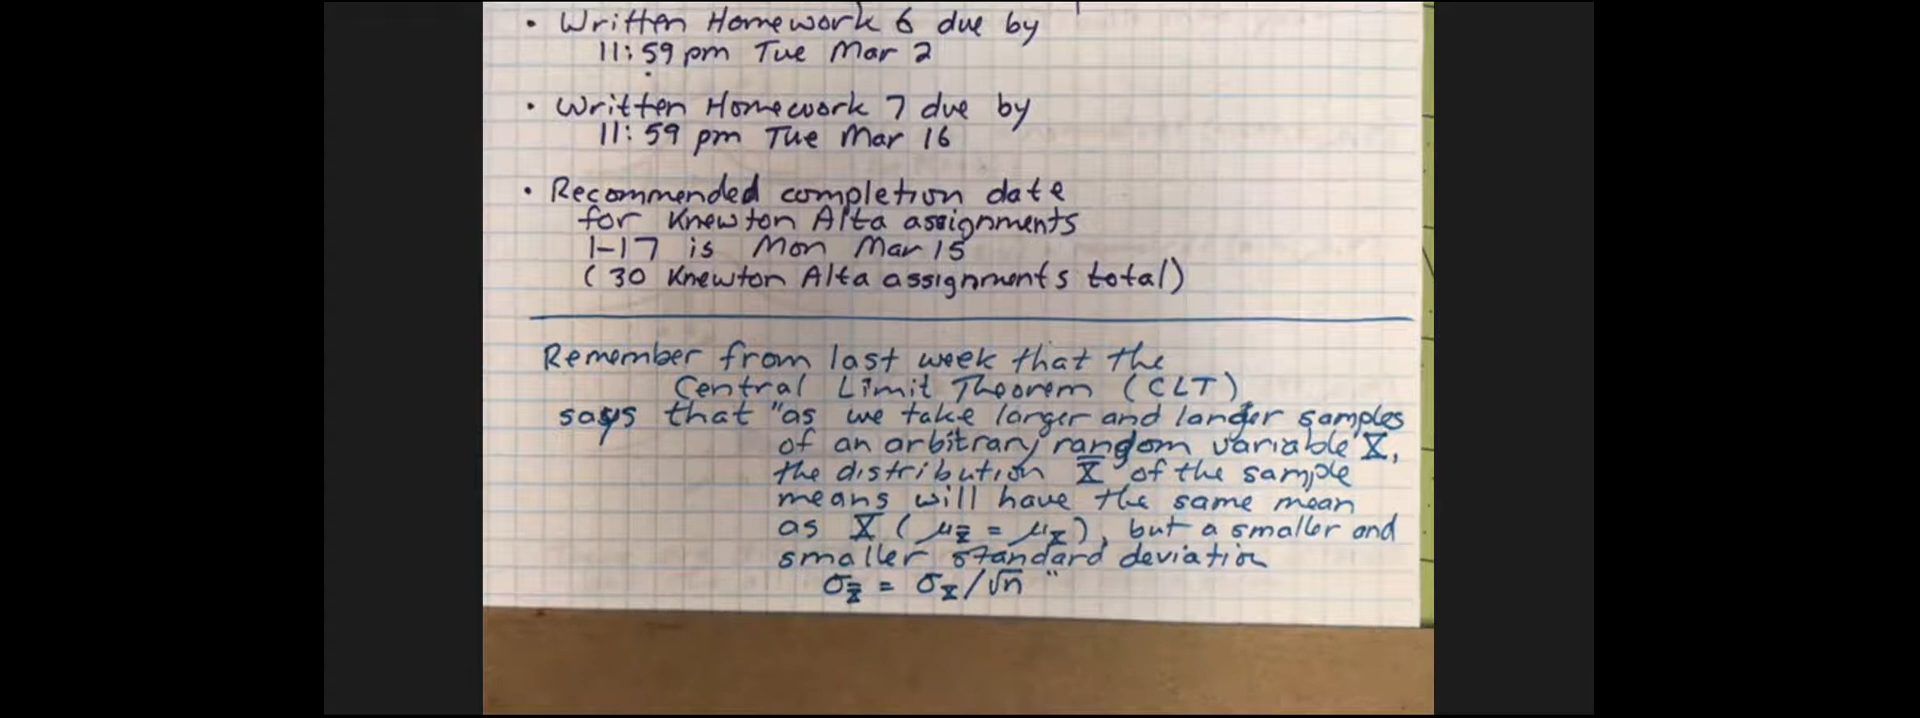 • Written Homework 6 due by
11:59 pm Tue Mar 2
• Written Homework 7 due by
11:59 pm Tue Mar 16
• Recommended completion date
for Knewton Alta assignments
1-17 is Mon Mar 15
(30 Knewton Alta assignments total)
Remember from last week that the
Central Limit Theorem (CLT)
says that "as we take larger and larger samples
of an arbitrary random variable X,
the distribution X̄ of the sample
means will have the same mean
as X (μ_X̄ = μ_X), but a smaller and
smaller standard deviation
σ_X̄ = σ_X/√n "